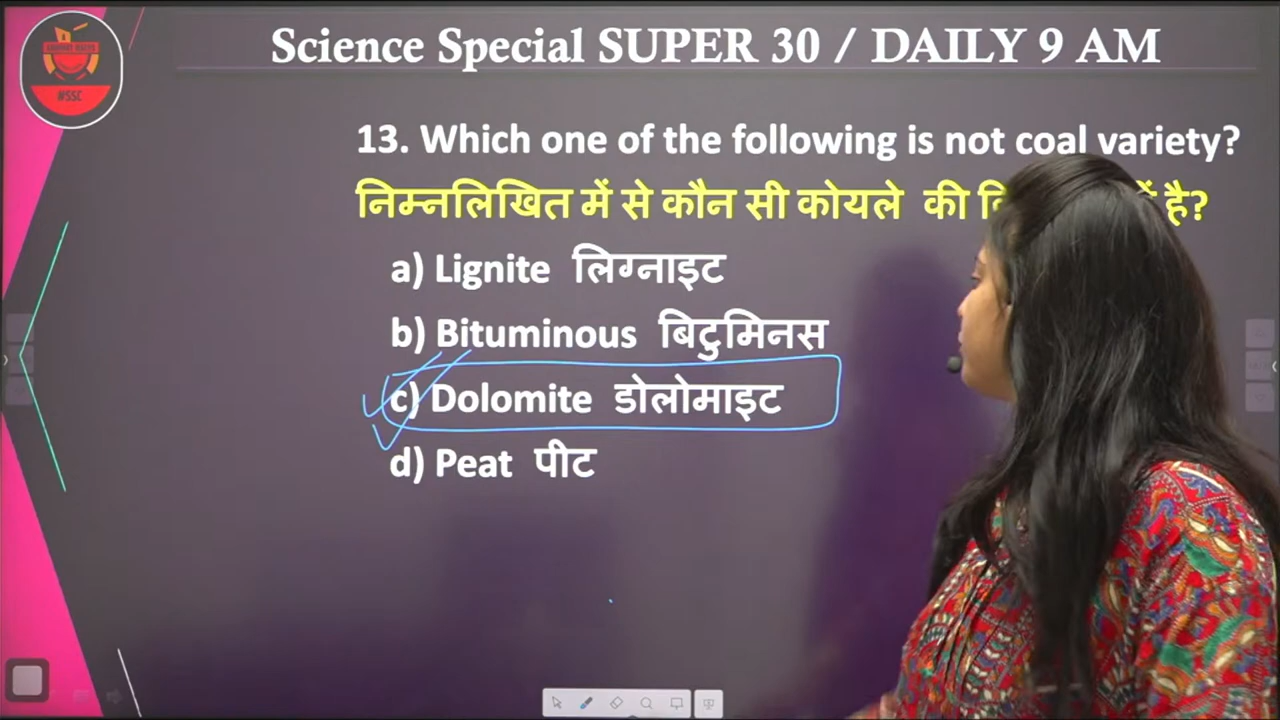 Science Special SUPER 30 / DAILY 9 AM
#SSC
13. Which one of the following is not coal variety?
निम्नलिखित में से कौन सी कोयले की है?
a) Lignite लिग्नाइट
b) Bituminous बिटुमिनस
c) Dolomite डोलोमाइट
d) Peat पीट